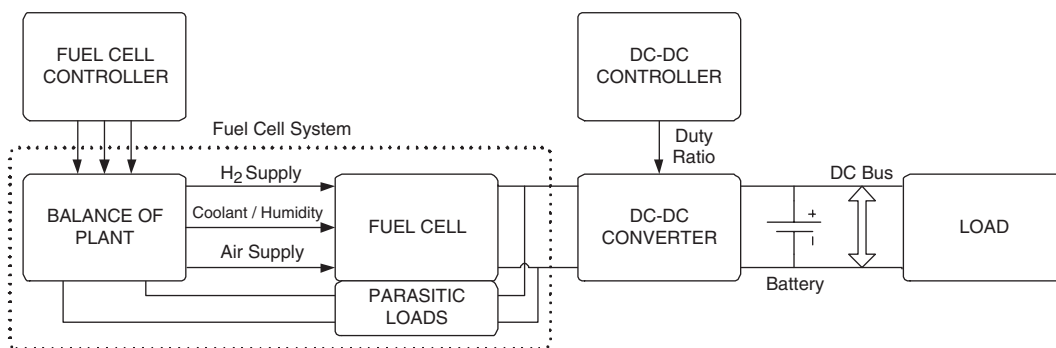 FUEL CELL
CONTROLLER
DC-DC
CONTROLLER
Fuel Cell System
Duty
Ratio
BALANCE OF
PLANT
H2 Supply
Coolant / Humidity
Air Supply
FUEL CELL
PARASITIC
LOADS
DC-DC
CONVERTER
DC Bus
+
Battery
LOAD